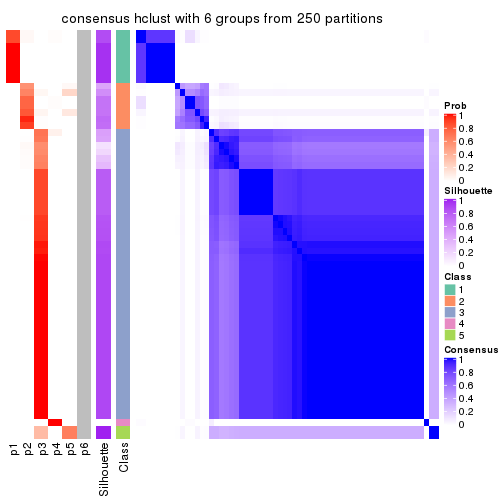 consensus hclust with 6 groups from 250 partitions
Prob
1
0.8
0.6
0.4
0.2
0
Silhouette
1
0.8
0.6
0.4
0.2
0
Class
1
2
3
4
5
Consensus
1
0.8
0.6
0.4
0.2
0
p1
p2
p3
p4
p5
p6
Silhouette
Class